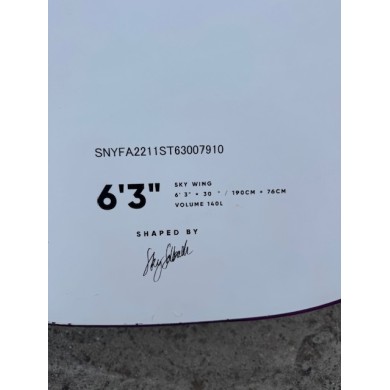 SNYFA2211ST63007910
6'3"
SKY WING
6' 3" • 30 " / 190CM • 76CM
VOLUME 140L
SHAPED BY